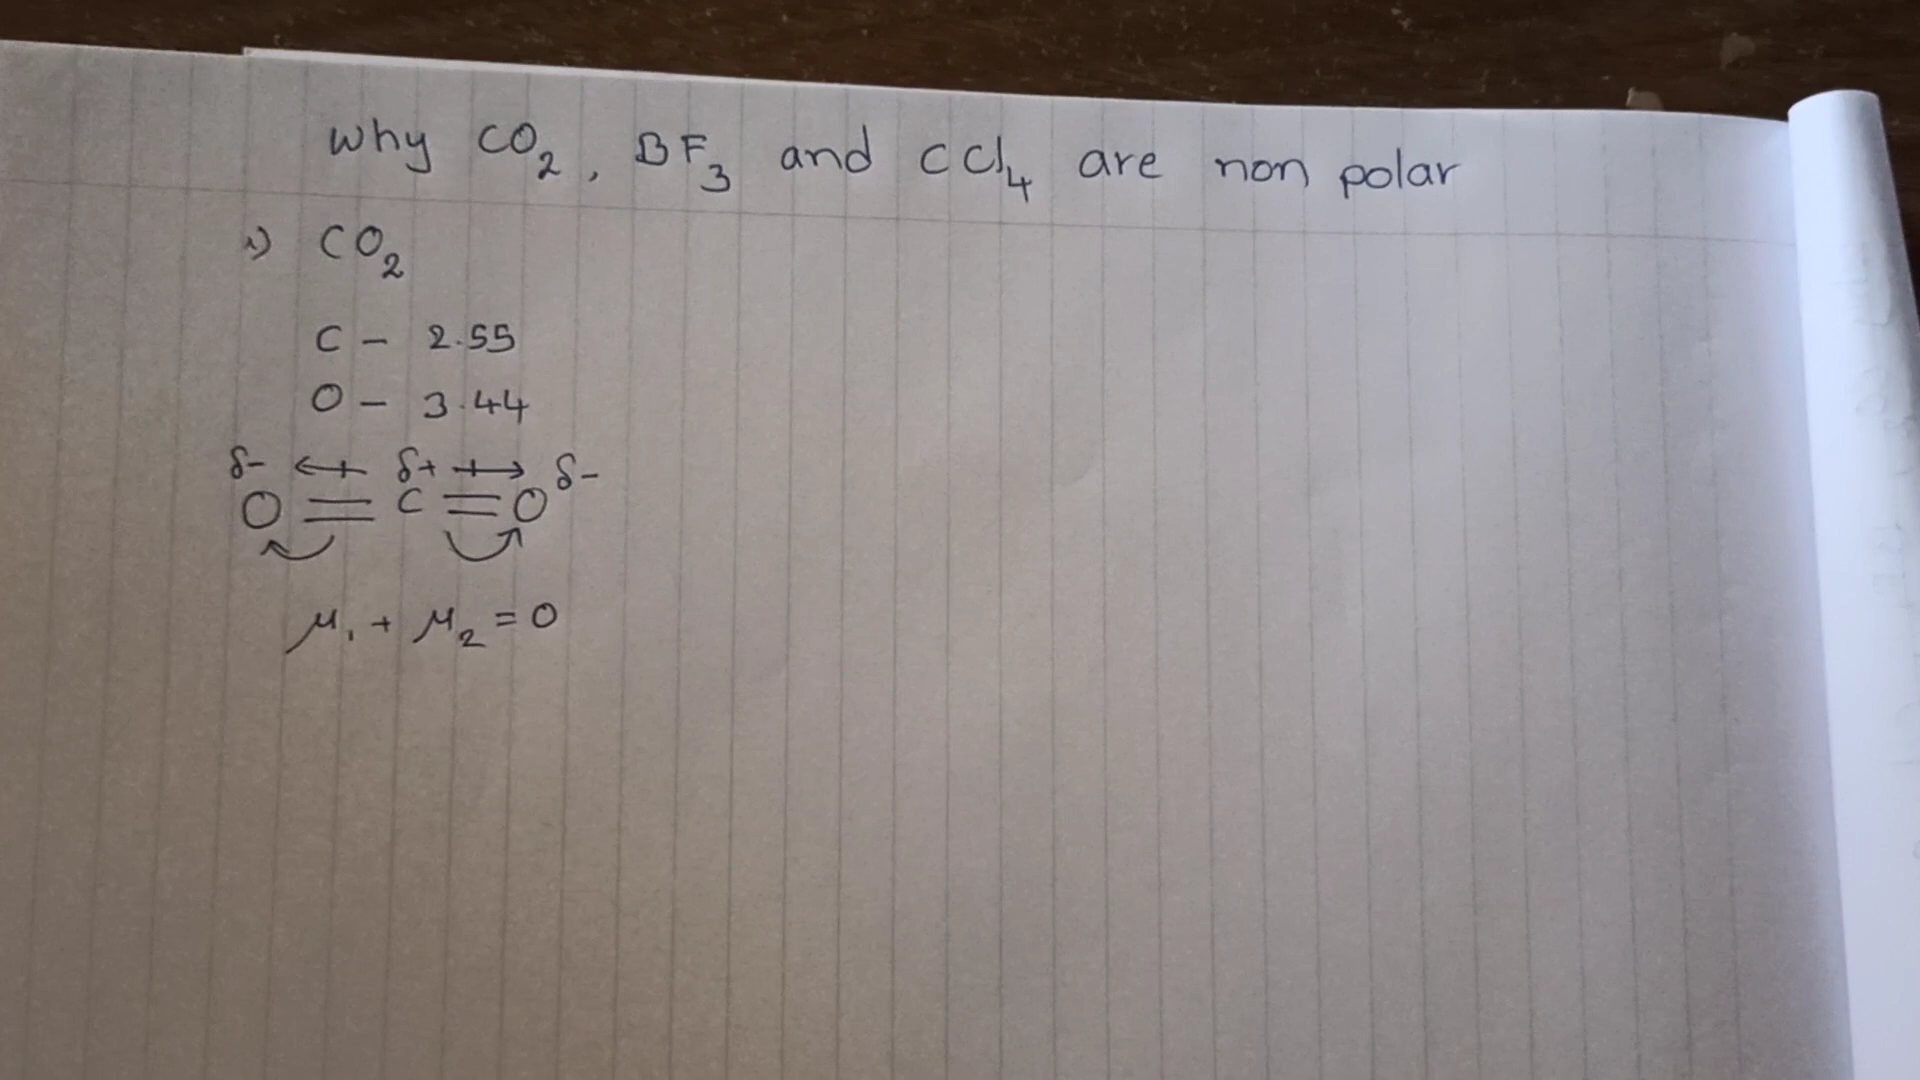 why CO₂, BF₃ and CCl₄ are non polar
1) CO₂
C - 2.55
O - 3.44
δ- ←+ δ+ +→ δ-
O = C = O
μ₁ + μ₂ = 0